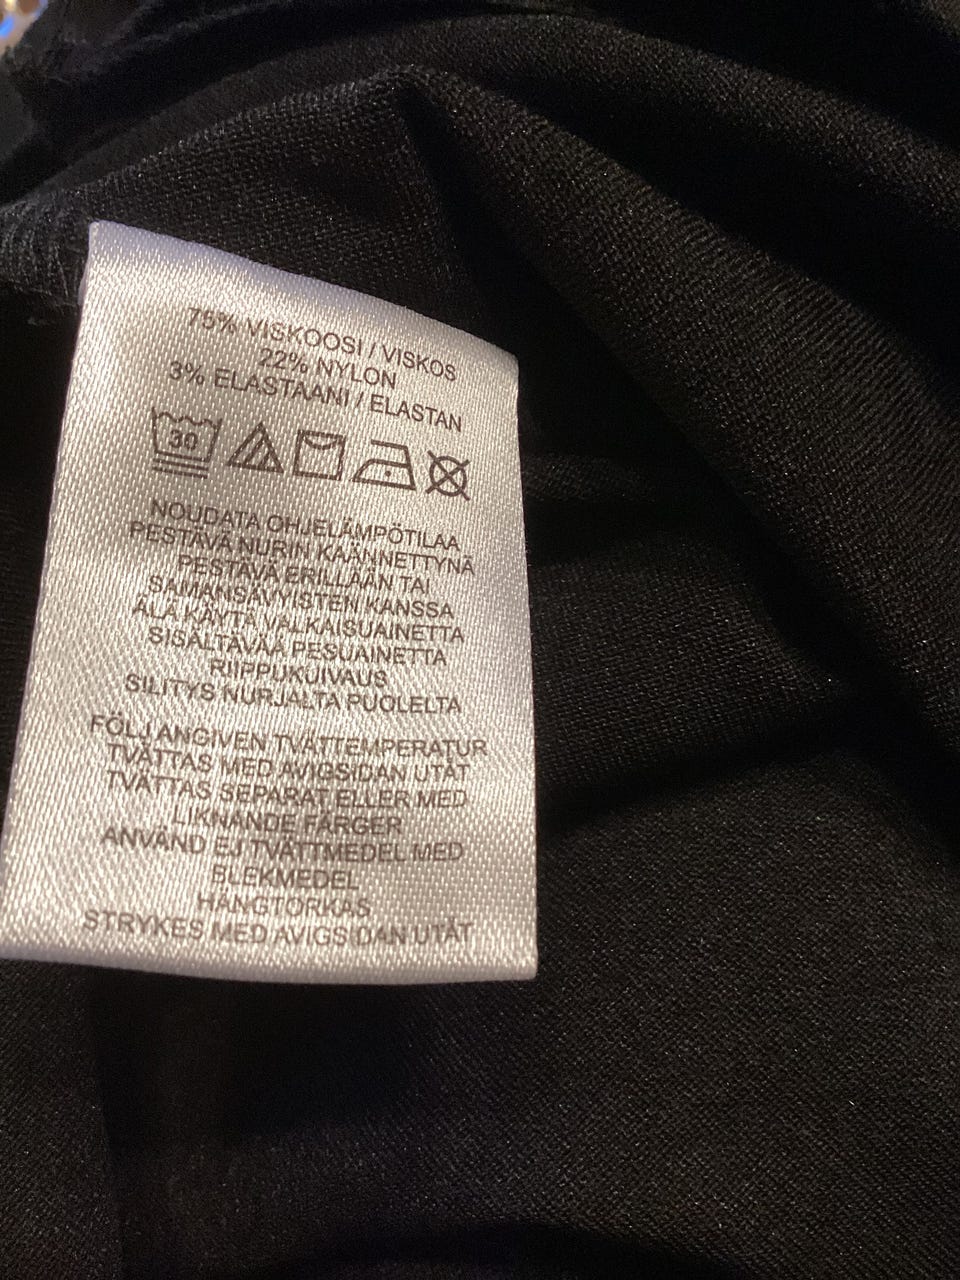 75% VISKOOSI / VISKOS
22% NYLON
3% ELASTAANI / ELASTAN
30
NOUDATA OHJELÄMPÖTILAA
PESTÄVÄ NURIN KÄÄNNETTYNÄ
PESTÄVÄ ERILLÄÄN TAI
SAMANSÄVYISTEN KANSSA
ÄLÄ KÄYTÄ VALKAISUAINETTA
SISÄLTÄVÄÄ PESUAINETTA
RIIPPUKUIVAUS
SILITYS NURJALTA PUOLELTA
FÖLJ ANGIVEN TVÄTTEMPERATUR
TVÄTTAS MED AVIGSIDAN UTÅT
TVÄTTAS SEPARAT ELLER MED
LIKNANDE FÄRGER
ANVÄND EJ TVÄTTMEDEL MED
BLEKMEDEL
HÄNGTORKAS
STRYKES MED AVIGSIDAN UTÅT